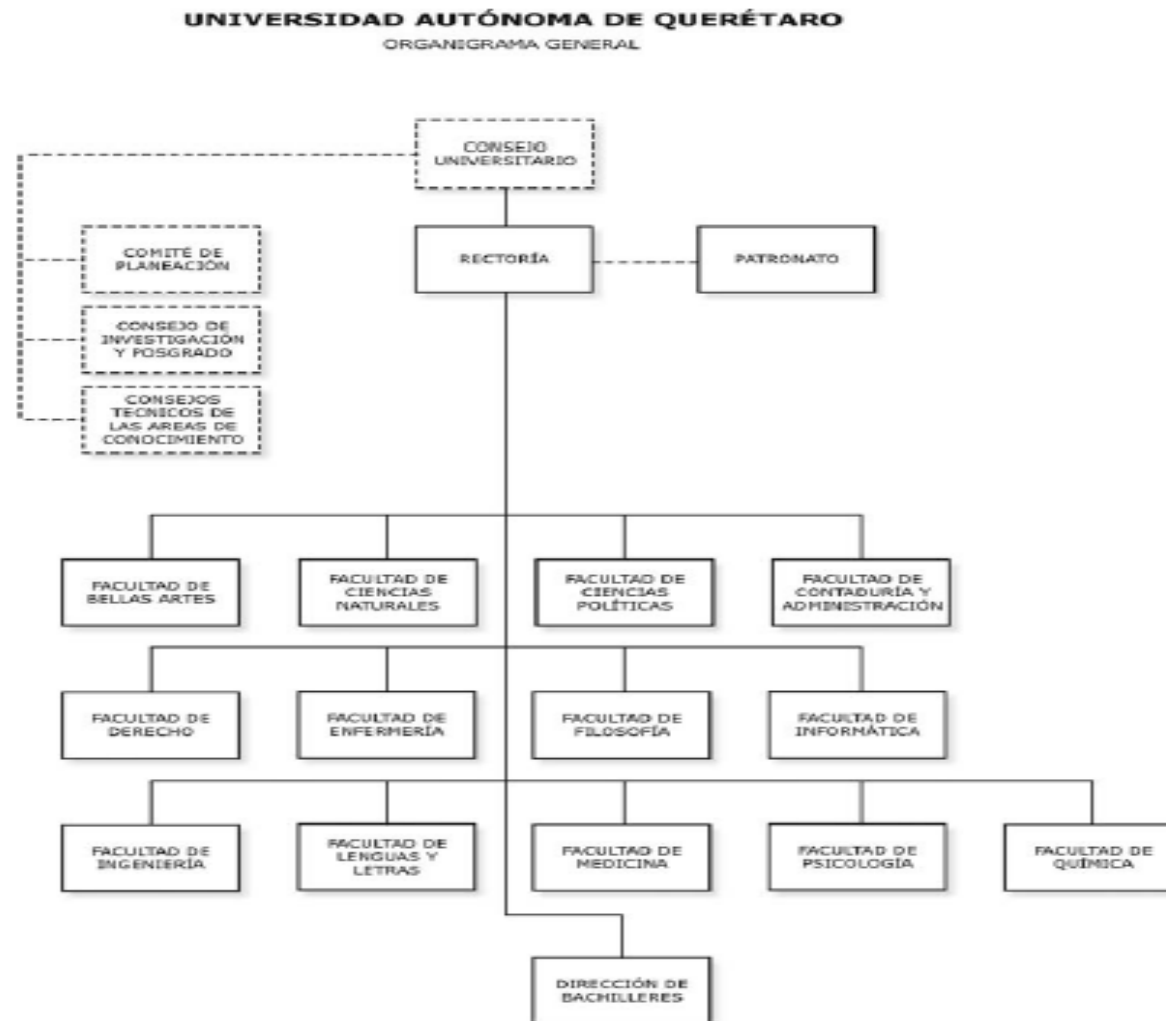 UNIVERSIDAD AUTÓNOMA DE QUERÉTARO
ORGANIGRAMA GENERAL
CONSEJO
UNIVERSITARIO
COMITÉ DE
PLANEACIÓN
RECTORÍA
PATRONATO
CONSEJO DE
INVESTIGACIÓN
Y POSGRADO
CONSEJOS
TECNICOS DE
LAS AREAS DE
CONOCIMIENTO
FACULTAD DE
BELLAS ARTES
FACULTAD DE
CIENCIAS
NATURALES
FACULTAD DE
CIENCIAS
POLÍTICAS
FACULTAD DE
CONTADURÍA Y
ADMINISTRACIÓN
FACULTAD DE
DERECHO
FACULTAD DE
ENFERMERÍA
FACULTAD DE
FILOSOFÍA
FACULTAD DE
INFORMÁTICA
FACULTAD DE
INGENIERÍA
FACULTAD DE
LENGUAS Y
LETRAS
FACULTAD DE
MEDICINA
FACULTAD DE
PSICOLOGÍA
FACULTAD DE
QUÍMICA
DIRECCIÓN DE
BACHILLERES